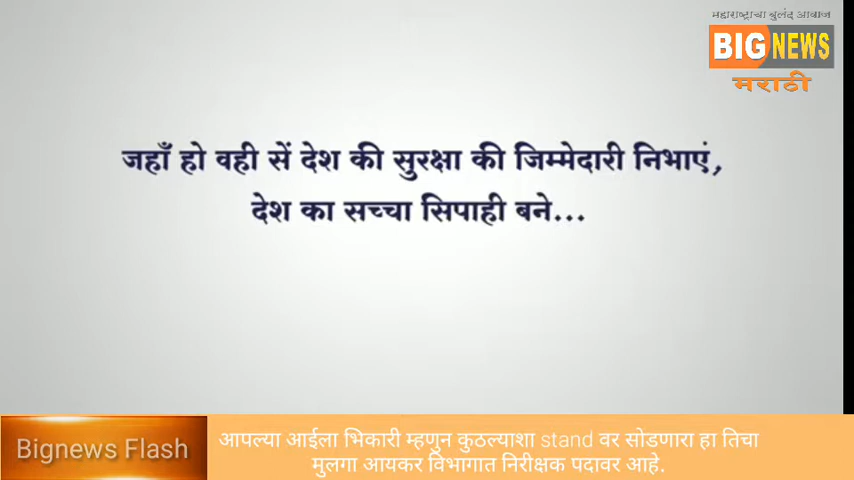 महाराष्ट्राचा बुलंद आवाज
BIG NEWS
मराठी
जहाँ हो वही सें देश की सुरक्षा की जिम्मेदारी निभाएं,
देश का सच्चा सिपाही बने...
Bignews Flash
आपल्या आईला भिकारी म्हणुन कुठल्याशा stand वर सोडणारा हा तिचा
मुलगा आयकर विभागात निरीक्षक पदावर आहे.